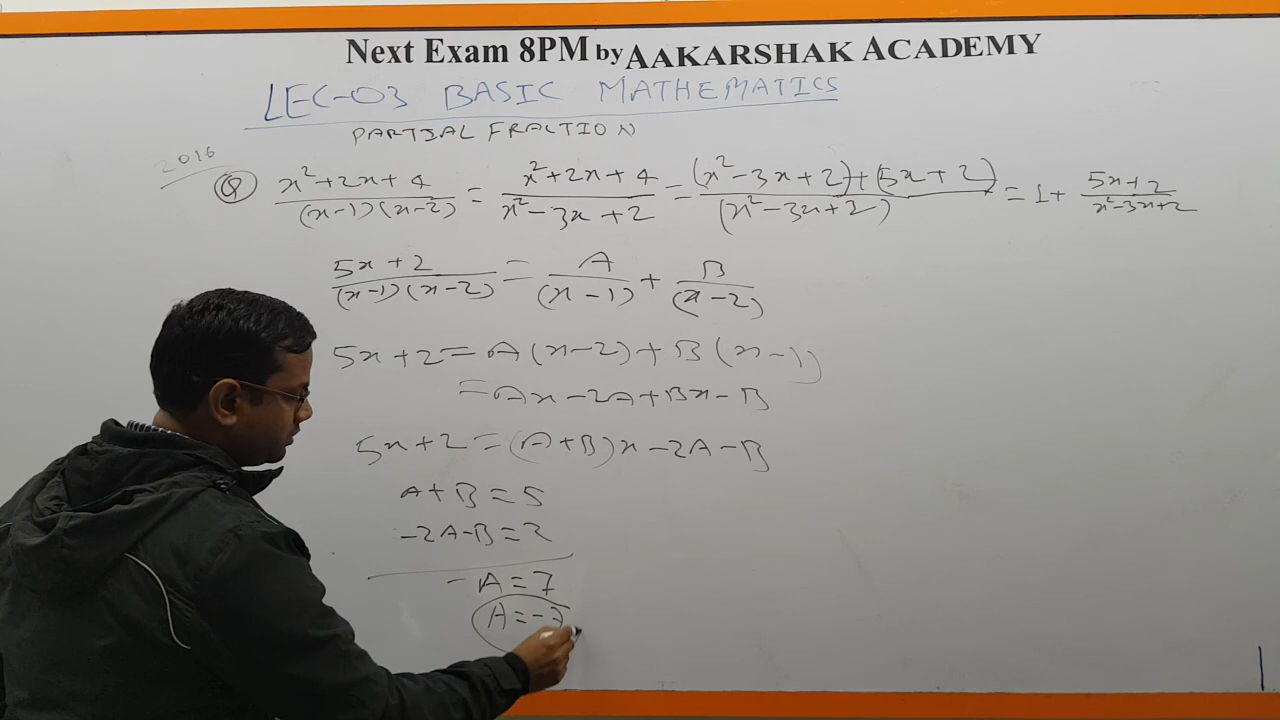 Next Exam 8PM by AAKARSHAK ACADEMY
LEC-03 BASIC MATHEMATICS
PARTIAL FRACTION
2016
Q (x²+2x+4)/((x-1)(x-2)) = (x²+2x+4)/(x²-3x+2) = ((x²-3x+2)+(5x+2))/((x²-3x+2)) = 1+ (5x+2)/(x²-3x+2)
(5x+2)/((x-1)(x-2)) = A/(x-1) + B/(x-2)
5x+2=A(x-2)+B(x-1)
=Ax-2A+Bx-B
5x+2=(A+B)x-2A-B
A+B=5
-2A-B=2
-A=7
A=-7